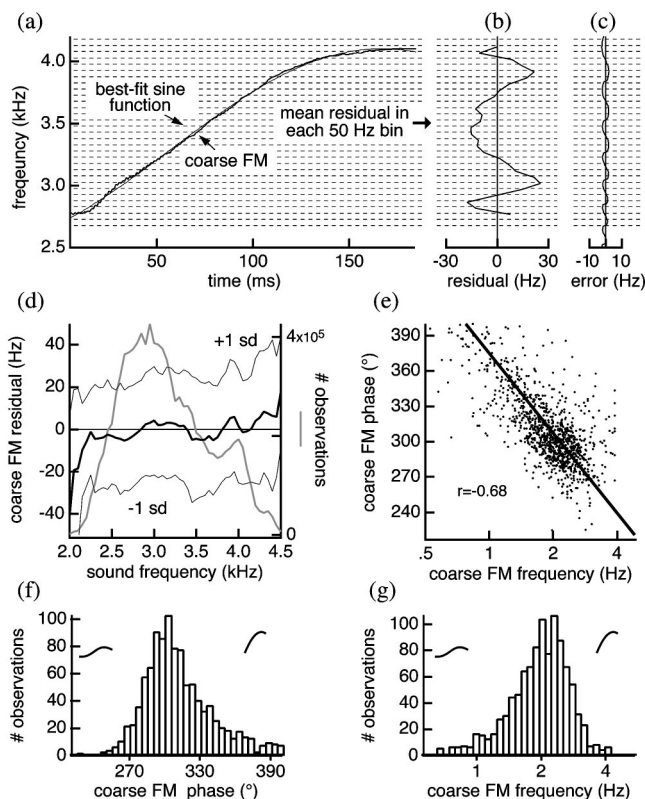 (a)
(b)
(c)
4.0
3.5
3.0
2.5
freqeuncy (kHz)
best-fit sine
function
coarse FM
mean residual in
each 50 Hz bin
50
100
150
time (ms)
-30
0
30
residual (Hz)
-10
10
error (Hz)
(d)
(e)
40
20
0
-20
-40
coarse FM residual (Hz)
+1 sd
-1 sd
4x10⁵
0
# observations
2.0
2.5
3.0
3.5
4.0
4.5
sound frequency (kHz)
390
360
330
300
270
240
coarse FM phase (°)
r=-0.68
.5
1
2
4
coarse FM frequency (Hz)
(f)
(g)
100
80
60
40
20
0
# observations
270
330
390
coarse FM phase (°)
100
80
60
40
20
0
# observations
1
2
4
coarse FM frequency (Hz)